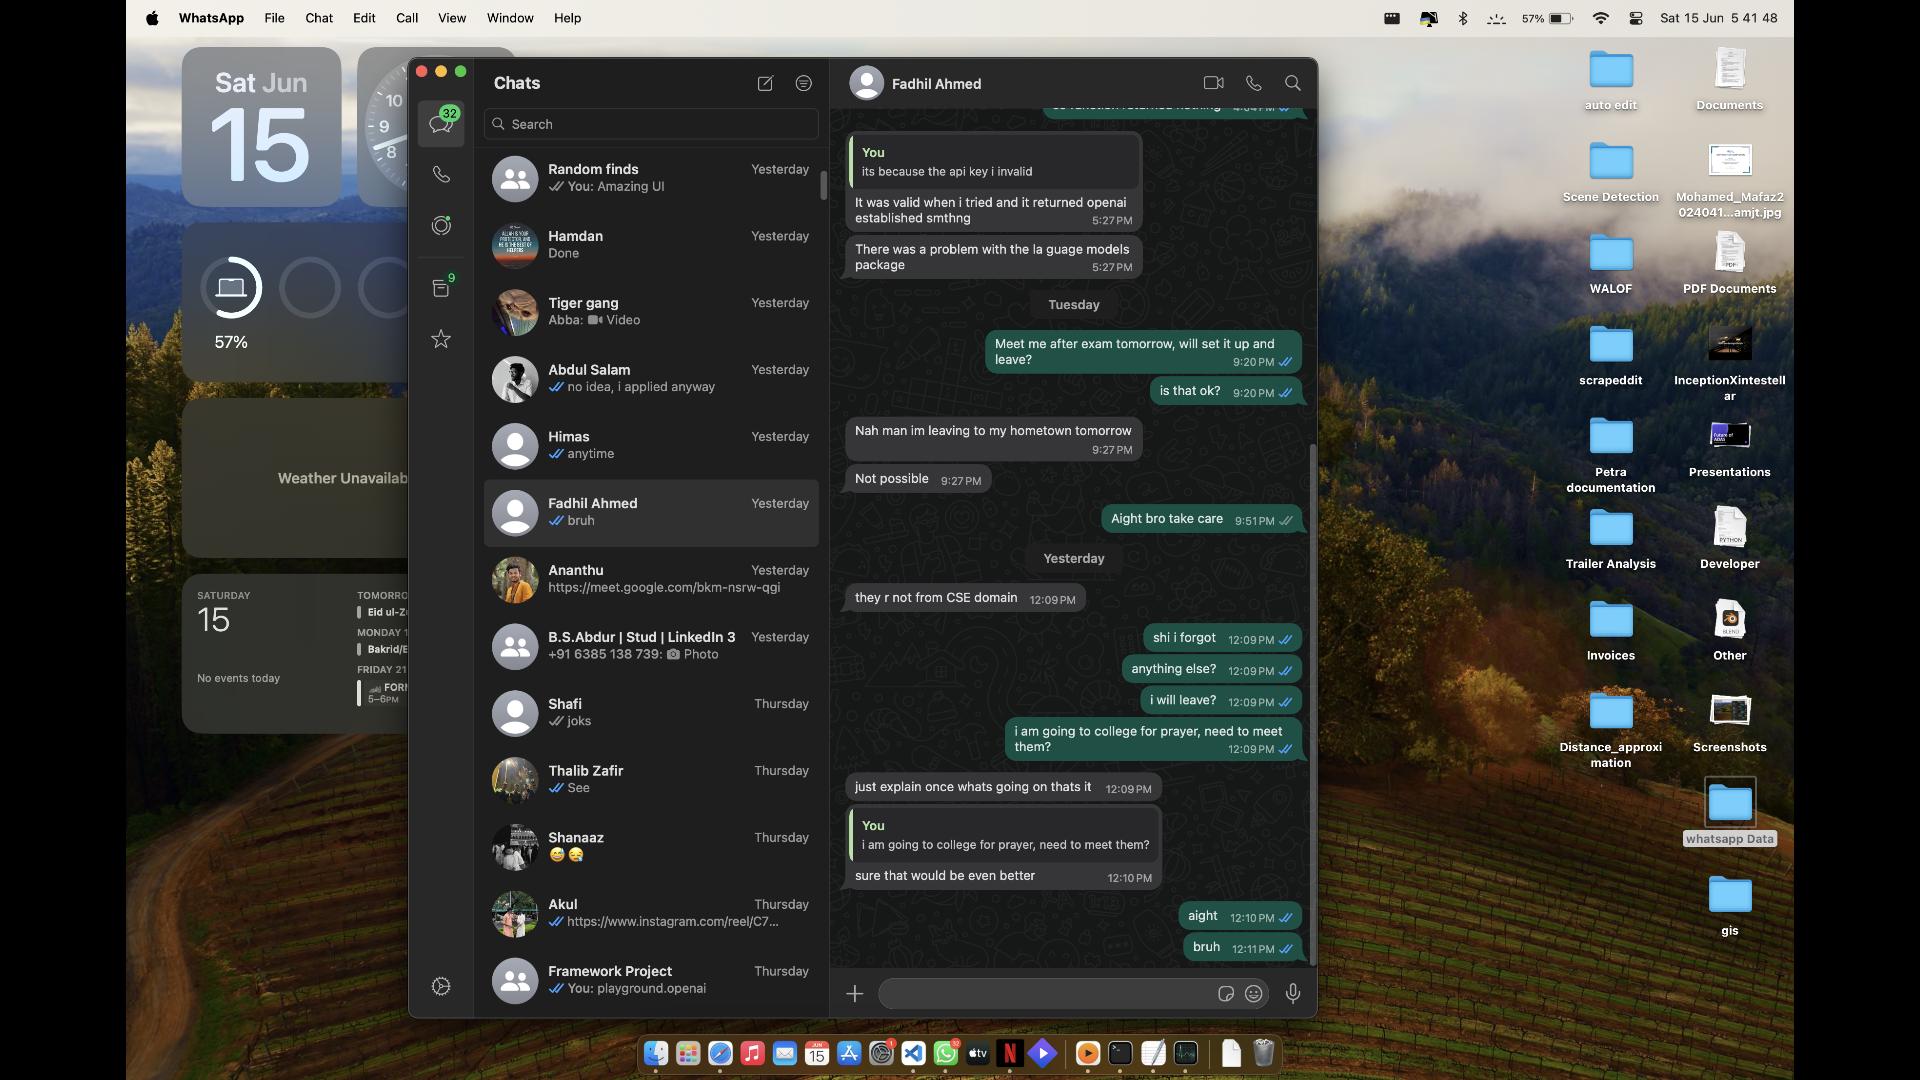 WhatsApp File Chat Edit Call View Window Help
57% Sat 15 Jun 5 41 48
Sat Jun
15
10
9
8
57%
Weather Unavailab
SATURDAY
15
No events today
TOMORRO
Eid ul-Z
MONDAY 1
Bakrid/E
FRIDAY 21
FORM
5–6PM
32
9
Chats
Search
Random finds Yesterday
You: Amazing UI
Hamdan Yesterday
Done
Tiger gang Yesterday
Abba: Video
Abdul Salam Yesterday
no idea, i applied anyway
Himas Yesterday
anytime
Fadhil Ahmed Yesterday
bruh
Ananthu Yesterday
https://meet.google.com/bkm-nsrw-qgi
B.S.Abdur | Stud | LinkedIn 3 Yesterday
+91 6385 138 739: Photo
Shafi Thursday
joks
Thalib Zafir Thursday
See
Shanaaz Thursday
😅😪
Akul Thursday
https://www.instagram.com/reel/C7...
Framework Project Thursday
You: playground.openai
Fadhil Ahmed
You
its because the api key i invalid
It was valid when i tried and it returned openai
established smthng 5:27 PM
There was a problem with the la guage models
package 5:27 PM
Tuesday
Meet me after exam tomorrow, will set it up and
leave? 9:20 PM
is that ok? 9:20 PM
Nah man im leaving to my hometown tomorrow
9:27 PM
Not possible 9:27 PM
Aight bro take care 9:51 PM
Yesterday
they r not from CSE domain 12:09 PM
shi i forgot 12:09 PM
anything else? 12:09 PM
i will leave? 12:09 PM
i am going to college for prayer, need to meet
them? 12:09 PM
just explain once whats going on thats it 12:09 PM
You
i am going to college for prayer, need to meet them?
sure that would be even better 12:10 PM
aight 12:10 PM
bruh 12:11 PM
auto edit
Documents
Scene Detection
Mohamed_Mafaz2
024041...amjt.jpg
WALOF
PDF
PDF Documents
scrapeddit
InceptionXintestell
ar
Petra
documentation
Presentations
Trailer Analysis
PYTHON
Developer
Invoices
BLEND
Other
Distance_approxi
mation
Screenshots
whatsapp Data
gis
JUN
15
1
32
tv
N